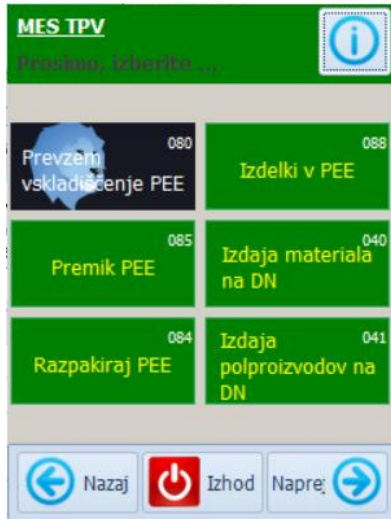 MES TPV
Prosimo, izberite ...
080
Prevzem
vskladiščenje PEE
088
Izdelki v PEE
085
Premik PEE
040
Izdaja materiala
na DN
084
Razpakiraj PEE
041
Izdaja
polproizvodov na
DN
Nazaj
Izhod
Naprej